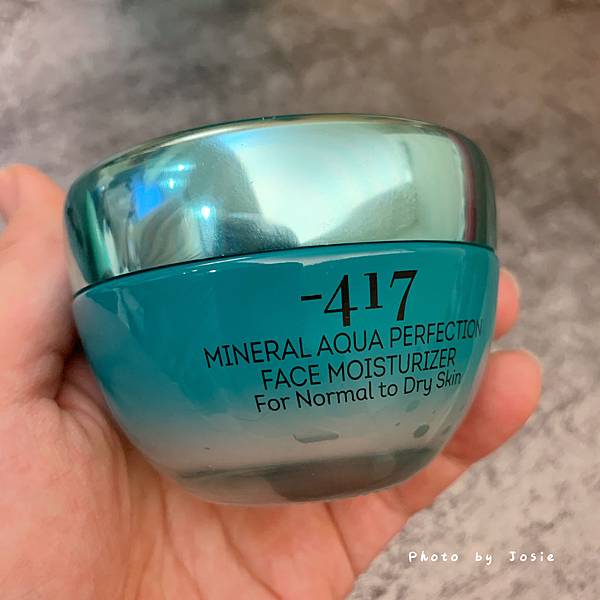 -417
MINERAL AQUA PERFECTION
FACE MOISTURIZER
For Normal to Dry Skin
Photo by Josie